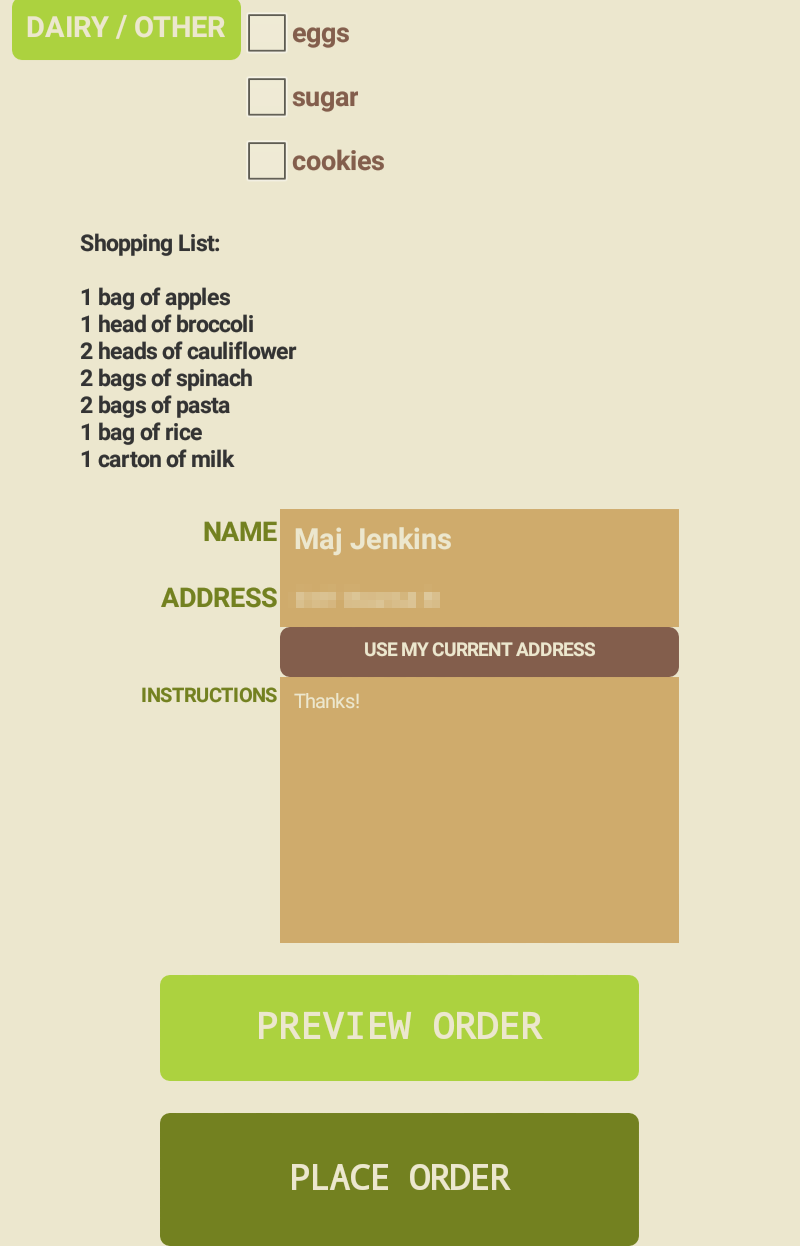 DAIRY / OTHER
eggs
sugar
cookies
Shopping List:
1 bag of apples
1 head of broccoli
2 heads of cauliflower
2 bags of spinach
2 bags of pasta
1 bag of rice
1 carton of milk
NAME
Maj Jenkins
ADDRESS
USE MY CURRENT ADDRESS
INSTRUCTIONS
Thanks!
PREVIEW ORDER
PLACE ORDER